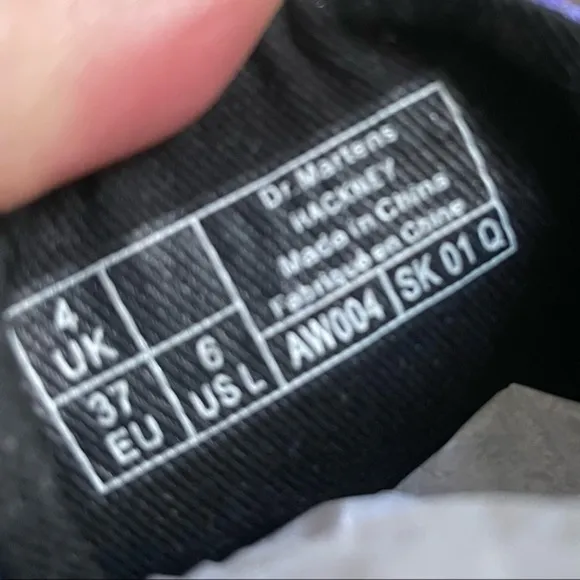 4
UK
37
EU
6
US L
Dr. Martens
HACKNEY
Made in China
Fabriqué en Chine
AW004
SK 01 Q